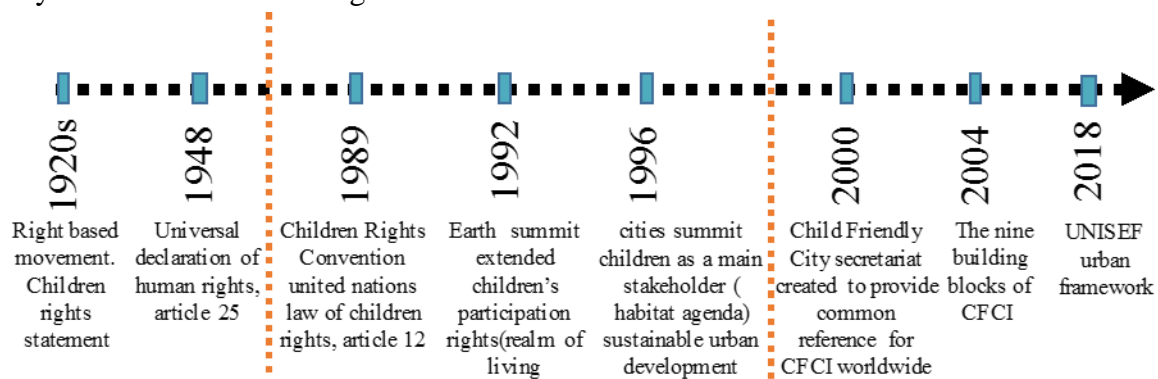 1920s
Right based
movement.
Children
rights
statement
1948
Universal
declaration of
human rights,
article 25
1989
Children Rights
Convention
united nations
law of children
rights, article 12
1992
Earth summit
extended
children's
participation
rights(realm of
living
1996
cities summit
children as a main
stakeholder (
habitat agenda)
sustainable urban
development
2000
Child Friendly
City secretariat
created to provide
common
reference for
CFCI worldwide
2004
The nine
building
blocks of
CFCI
2018
UNISEF
urban
framework